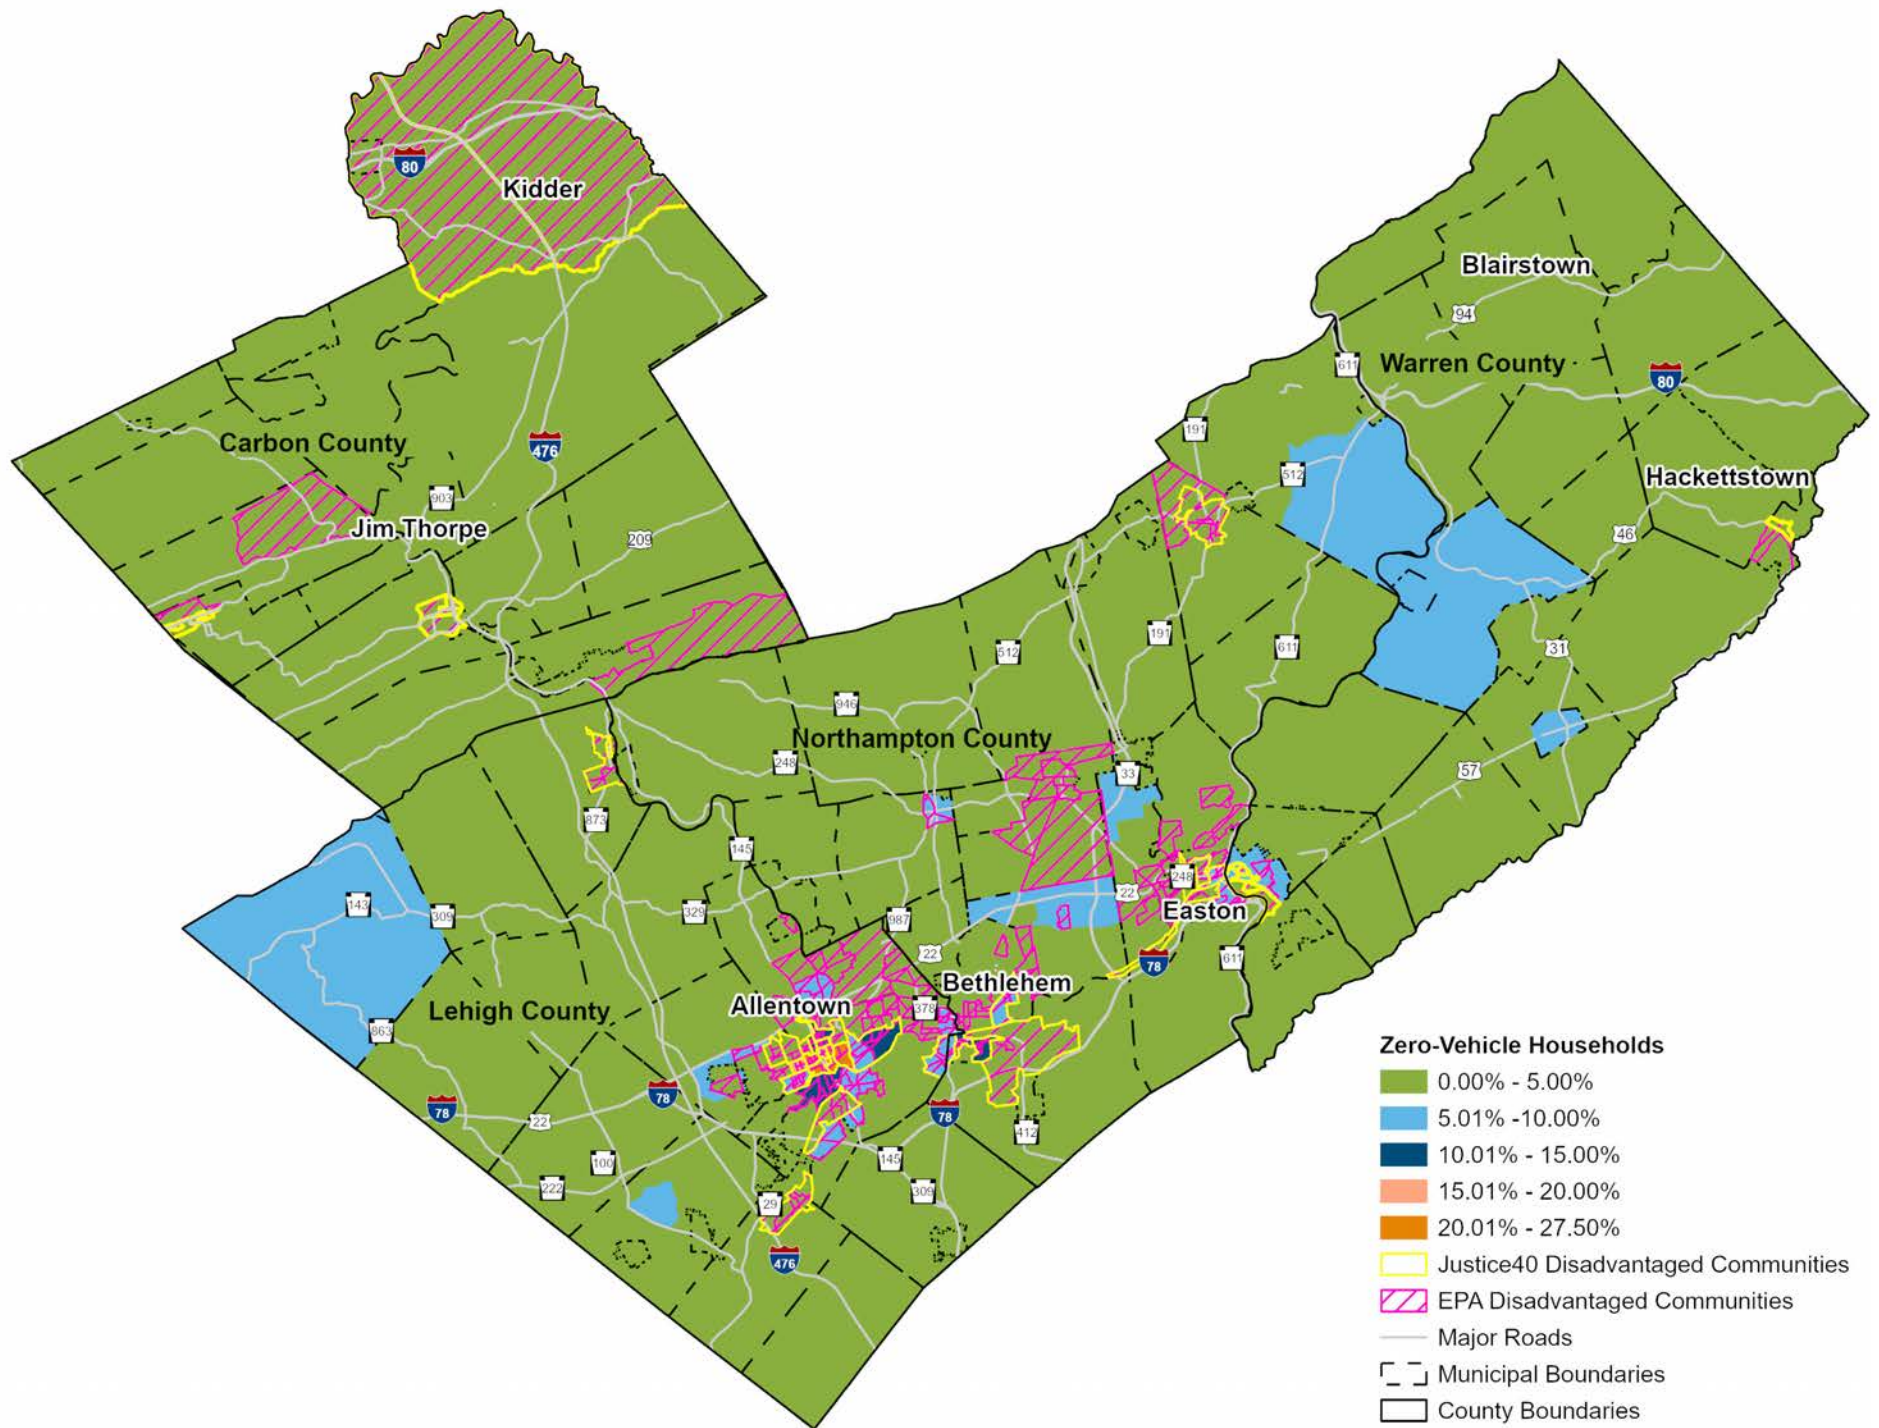 80
Kidder
Blairstown
94
611
Warren County
80
191
Carbon County
476
512
Hackettstown
903
Jim Thorpe
209
46
191
611
31
512
946
Northampton County
248
33
57
873
145
248
22
143
309
329
987
Easton
22
611
78
Bethlehem
Allentown
378
Lehigh County
863
78
78
78
22
412
100
145
222
29
309
476
Zero-Vehicle Households
0.00% - 5.00%
5.01% -10.00%
10.01% - 15.00%
15.01% - 20.00%
20.01% - 27.50%
Justice40 Disadvantaged Communities
EPA Disadvantaged Communities
Major Roads
Municipal Boundaries
County Boundaries